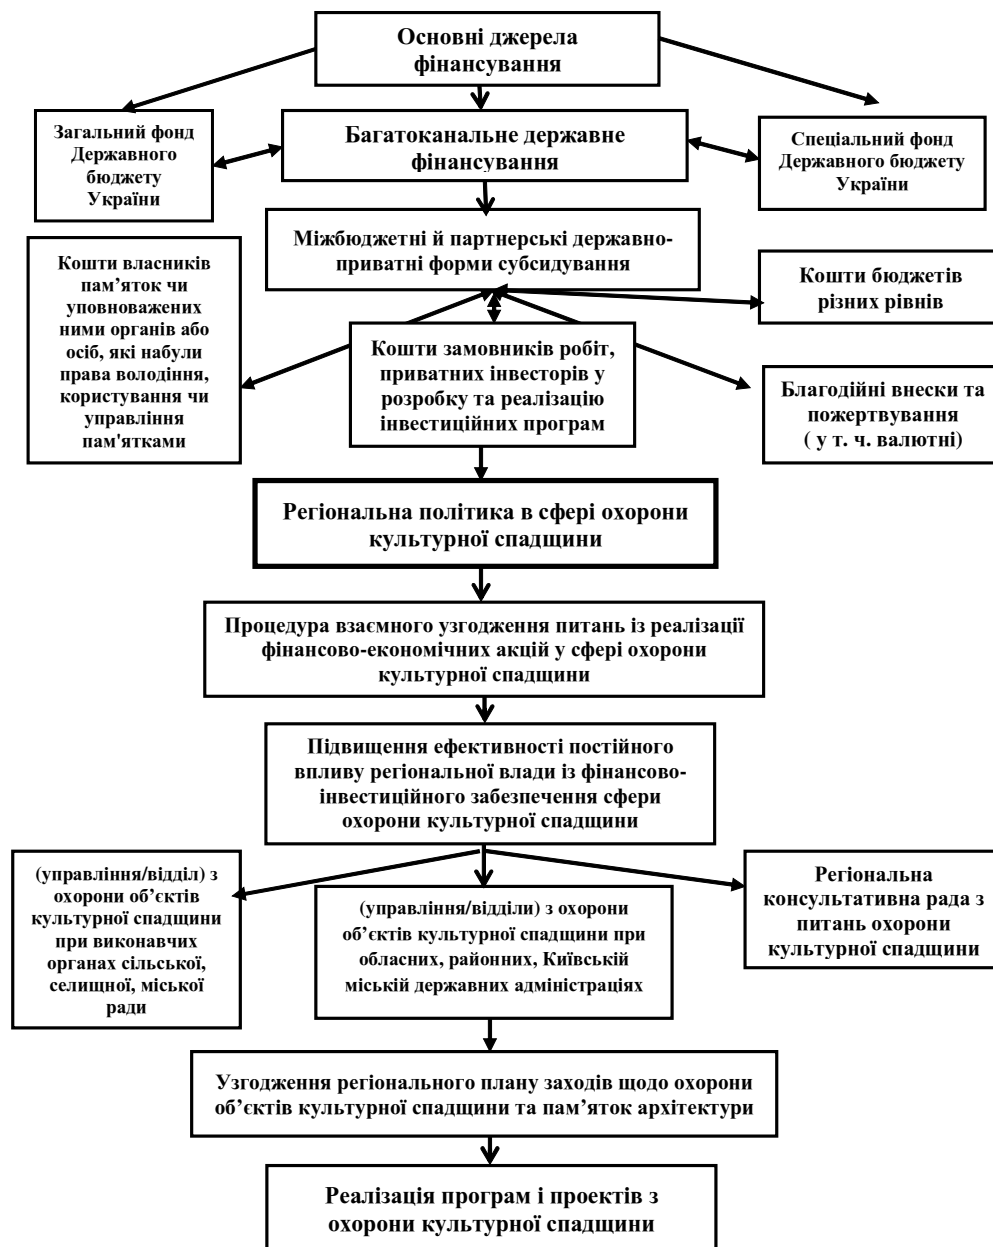 Основні джерела
фінансування
Загальний фонд
Державного
бюджету
України
Багатоканальне державне
фінансування
Спеціальний фонд
Державного бюджету
України
Міжбюджетні й партнерські державно-
приватні форми субсидування
Кошти власників
пам’яток чи
уповноважених
ними органів або
осіб, які набули
права володіння,
користування чи
управління
пам'ятками
Кошти бюджетів
різних рівнів
Кошти замовників робіт,
приватних інвесторів у
розробку та реалізацію
інвестиційних програм
Благодійні внески та
пожертвування
( у т. ч. валютні)
Регіональна політика в сфері охорони
культурної спадщини
Процедура взаємного узгодження питань із реалізації
фінансово-економічних акцій у сфері охорони
культурної спадщини
Підвищення ефективності постійного
впливу регіональної влади із фінансово-
інвестиційного забезпечення сфери
охорони культурної спадщини
(управління/відділ) з
охорони об’єктів
культурної спадщини
при виконавчих
органах сільської,
селищної, міської
ради
(управління/відділи) з охорони
об’єктів культурної спадщини при
обласних, районних, Київській
міській державних адміністраціях
Регіональна
консультативна рада з
питань охорони
культурної спадщини
Узгодження регіонального плану заходів щодо охорони
об’єктів культурної спадщини та пам’яток архітектури
Реалізація програм і проектів з
охорони культурної спадщини